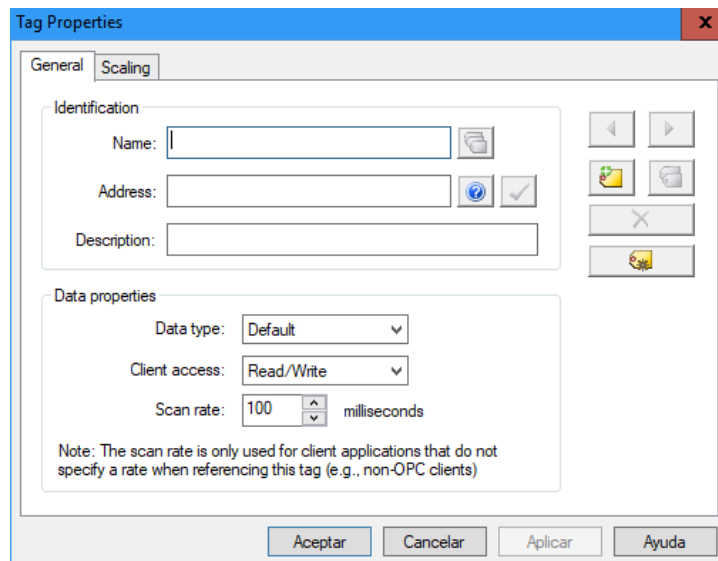 Tag Properties
x
General
Scaling
Identification
Name:
Address:
?
Description:
Data properties
Data type: Default
Client access: Read/Write
Scan rate: 100 milliseconds
Note: The scan rate is only used for client applications that do not
specify a rate when referencing this tag (e.g., non-OPC clients)
Aceptar
Cancelar
Aplicar
Ayuda